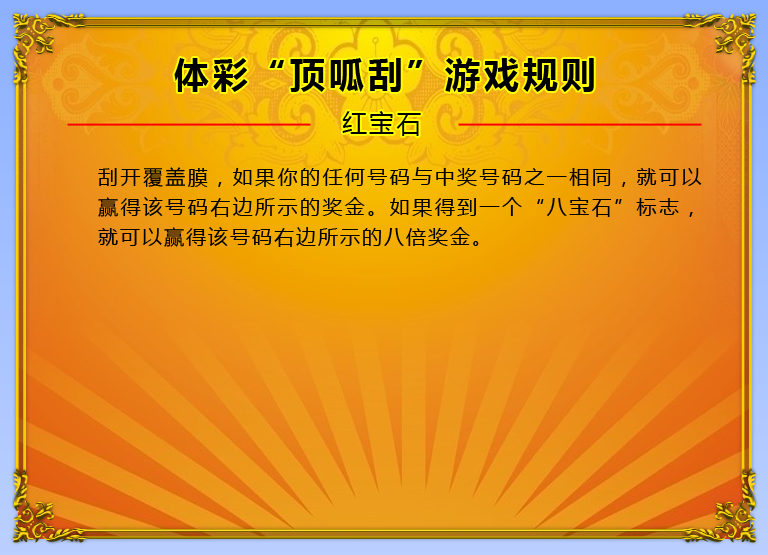 体彩“顶呱刮”游戏规则
红宝石
刮开覆盖膜，如果你的任何号码与中奖号码之一相同，就可以
赢得该号码右边所示的奖金。如果得到一个“八宝石”标志，
就可以赢得该号码右边所示的八倍奖金。